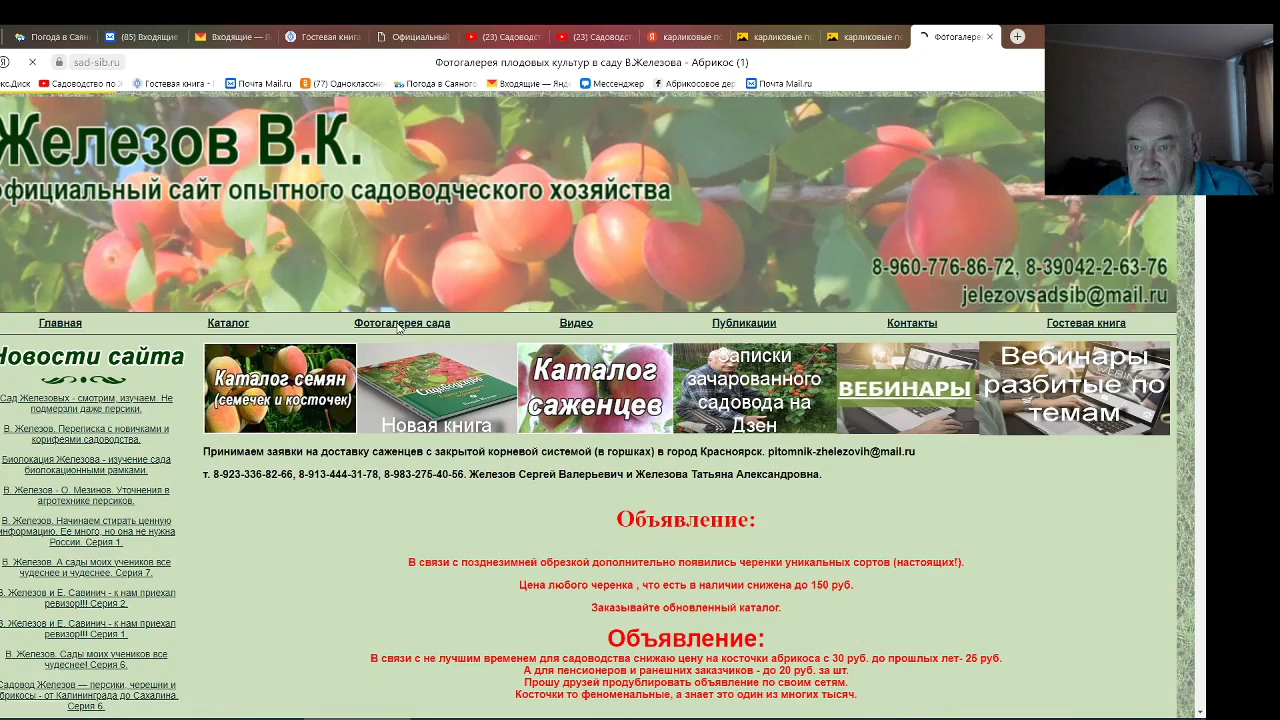 Погода в Саян
(85) Входящие
Входящие — Я
Гостевая книга
Официальный
(23) Садоводст
(23) Садоводст
карликовые по
карликовые по
карликовые по
Фотогалере
sad-sib.ru
Фотогалерея плодовых культур в саду В.Железова - Абрикос (1)
кс.Диск
Садоводство по
Гостевая книга -
Почта Mail.ru
(77) Одноклассн
Погода в Саяного
Входящие — Янд
Мессенджер
Абрикосовое дер
Почта Mail.ru
Железов В.К.
официальный сайт опытного садоводческого хозяйства
8-960-776-86-72, 8-39042-2-63-76
jelezovsadsib@mail.ru
Главная
Каталог
Фотогалерея сада
Видео
Публикации
Контакты
Гостевая книга
Новости сайта
Сад Железовых - смотрим, изучаем. Не
подмерзли даже персики.
В. Железов. Переписка с новичками и
корифеями садоводства.
Биолокация Железова - изучение сада
биолокационными рамками.
В. Железов - О. Мезинов. Уточнения в
агротехнике персиков.
В. Железов. Начинаем стирать ценную
информацию. Её много, но она не нужна
России. Серия 1.
В. Железов. А сады моих учеников все
чудеснее и чудеснее. Серия 7.
В. Железов и Е. Савинич - к нам приехал
ревизор!!! Серия 2.
В. Железов и Е. Савинич - к нам приехал
ревизор!!! Серия 1.
В. Железов. Сады моих учеников все
чудеснее! Серия 6.
Садовод Железов — персики, черешни и
абрикосы - от Калининграда до Сахалина.
Серия 6.
Каталог семян
(семечек и косточек)
Садоводство
Новая книга
Каталог
саженцев
Записки
зачарованного
садовода на
Дзен
ВЕБИНАРЫ
Вебинары
разбитые по
темам
Принимаем заявки на доставку саженцев с закрытой корневой системой (в горшках) в город Красноярск. pitomnik-zhelezovih@mail.ru
т. 8-923-336-82-66, 8-913-444-31-78, 8-983-275-40-56. Железов Сергей Валерьевич и Железова Татьяна Александровна.
Объявление:
В связи с позднезимней обрезкой дополнительно появились черенки уникальных сортов (настоящих!).
Цена любого черенка , что есть в наличии снижена до 150 руб.
Заказывайте обновленный каталог.
Объявление:
В связи с не лучшим временем для садоводства снижаю цену на косточки абрикоса с 30 руб. до прошлых лет- 25 руб.
А для пенсионеров и ранешних заказчиков - до 20 руб. за шт.
Прошу друзей продублировать объявление по своим сетям.
Косточки то феноменальные, а знает это один из многих тысяч.